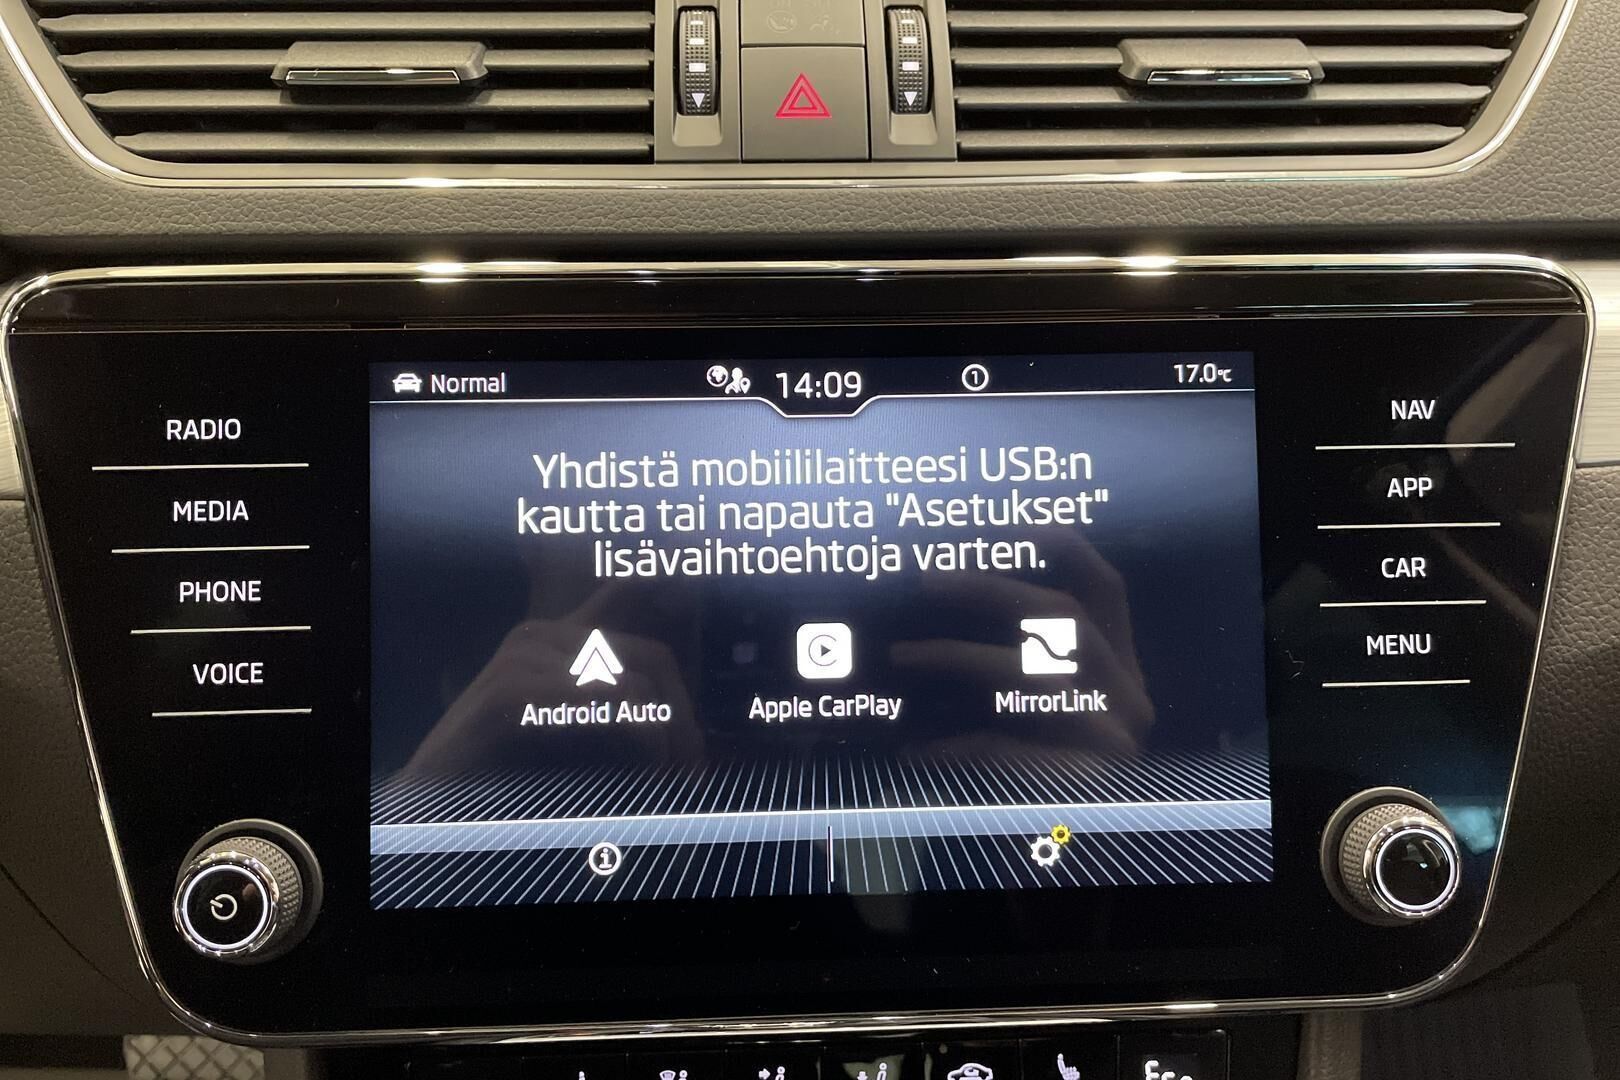 Normal
14:09
1
17.0°C
RADIO
MEDIA
PHONE
VOICE
Yhdistä mobiililaitteesi USB:n
kautta tai napauta "Asetukset"
lisävaihtoehtoja varten.
Android Auto
Apple CarPlay
MirrorLink
NAV
APP
CAR
MENU